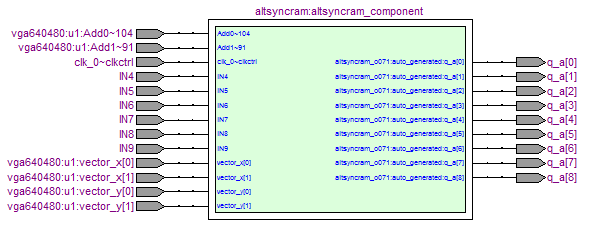 altsyncram:altsyncram_component
vga640480:u1:Add0~104
vga640480:u1:Add1~91
clk_0~clkctrl
IN4
IN5
IN6
IN7
IN8
IN9
vga640480:u1:vector_x[0]
vga640480:u1:vector_x[1]
vga640480:u1:vector_y[0]
vga640480:u1:vector_y[1]
Add0~104
Add1~91
clk_0~clkctrl
IN4
IN5
IN6
IN7
IN8
IN9
vector_x[0]
vector_x[1]
vector_y[0]
vector_y[1]
altsyncram_o071:auto_generated:q_a[0]
altsyncram_o071:auto_generated:q_a[1]
altsyncram_o071:auto_generated:q_a[2]
altsyncram_o071:auto_generated:q_a[3]
altsyncram_o071:auto_generated:q_a[4]
altsyncram_o071:auto_generated:q_a[5]
altsyncram_o071:auto_generated:q_a[6]
altsyncram_o071:auto_generated:q_a[7]
altsyncram_o071:auto_generated:q_a[8]
q_a[0]
q_a[1]
q_a[2]
q_a[3]
q_a[4]
q_a[5]
q_a[6]
q_a[7]
q_a[8]